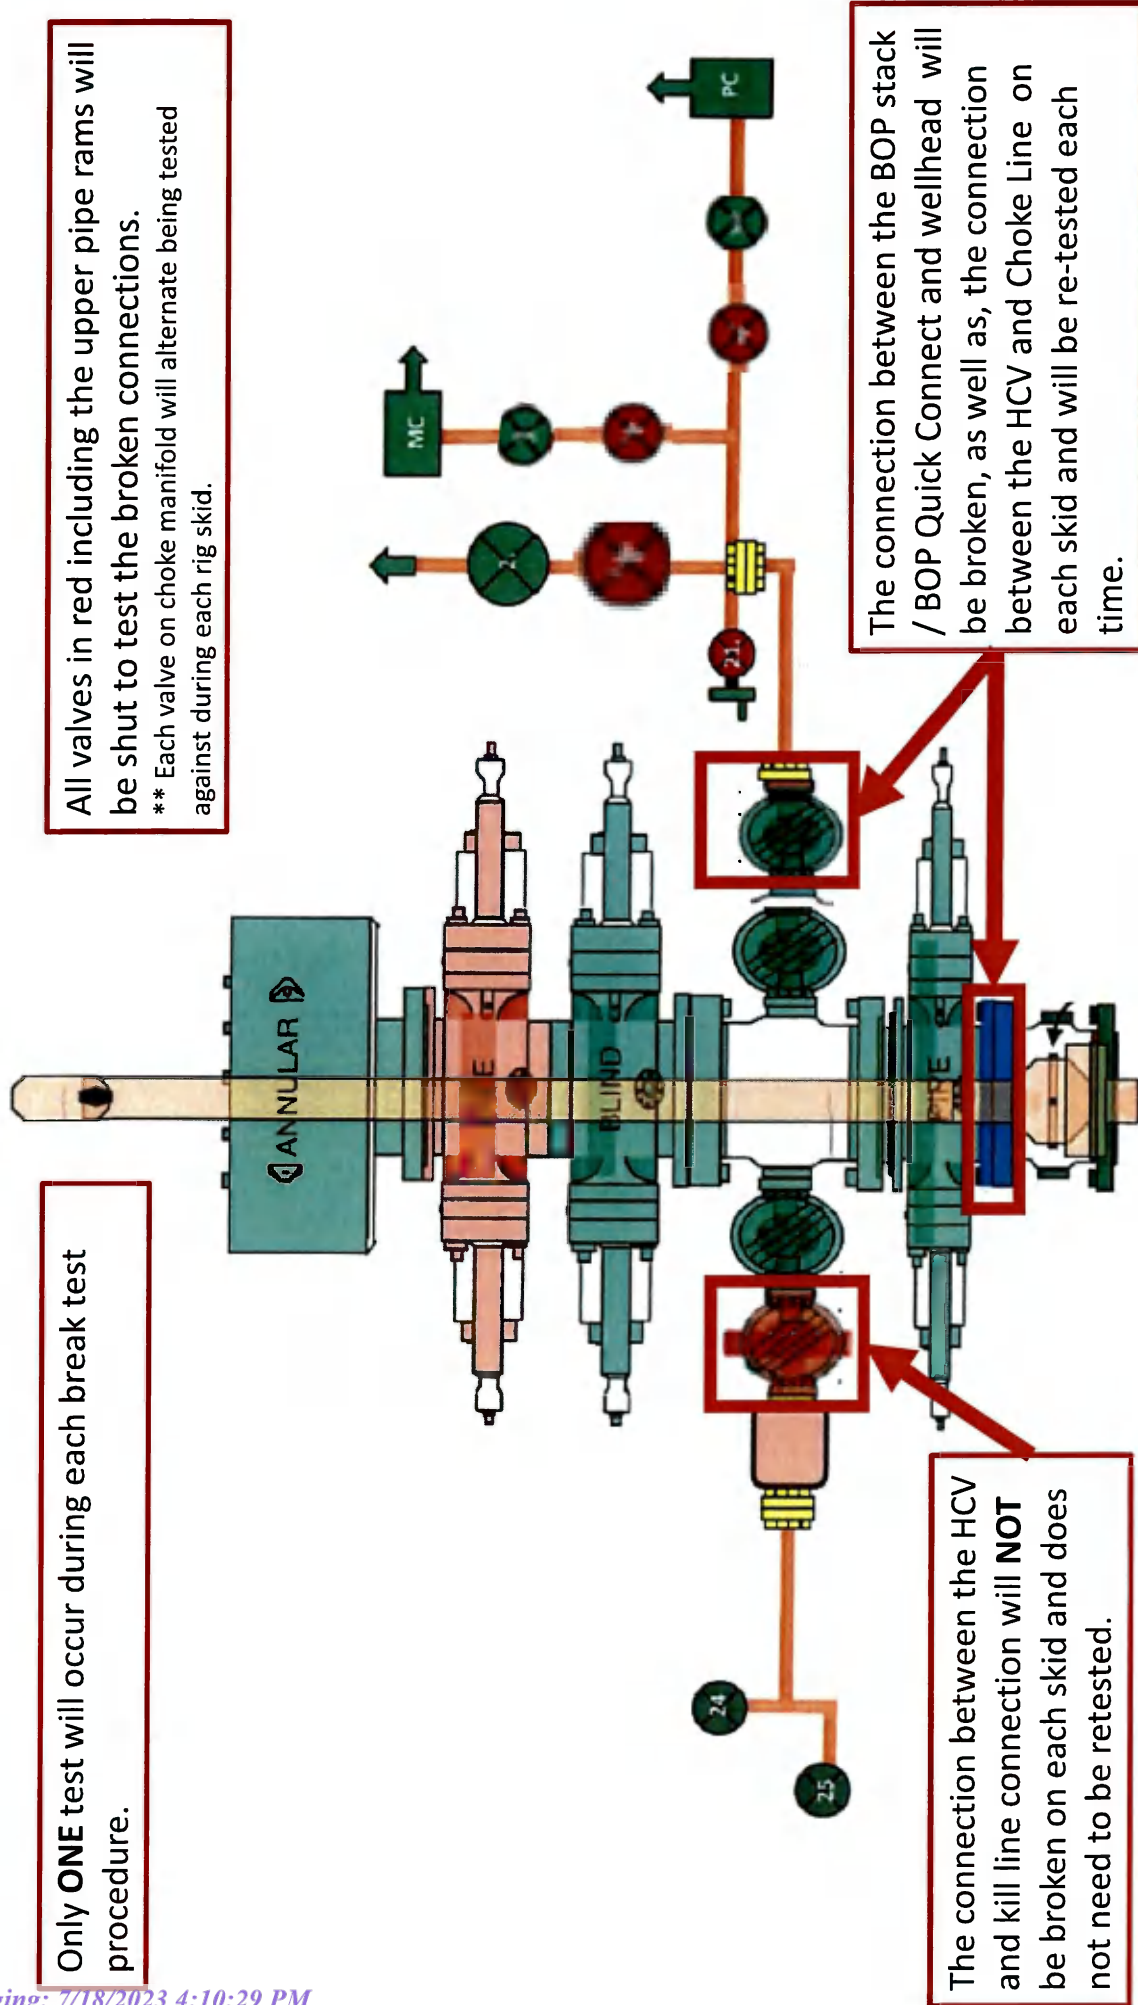 Only ONE test will occur during each break test
procedure.
All valves in red including the upper pipe rams will
be shut to test the broken connections.
** Each valve on choke manifold will alternate being tested
against during each rig skid.
ANNULAR
E
BLIND
PIPE
MC
PC
2.
21.
24
25
The connection between the HCV
and kill line connection will NOT
be broken on each skid and does
not need to be retested.
The connection between the BOP stack
/ BOP Quick Connect and wellhead will
be broken, as well as, the connection
between the HCV and Choke Line on
each skid and will be re-tested each
time.
ging: 7/18/2023 4:10:29 PM